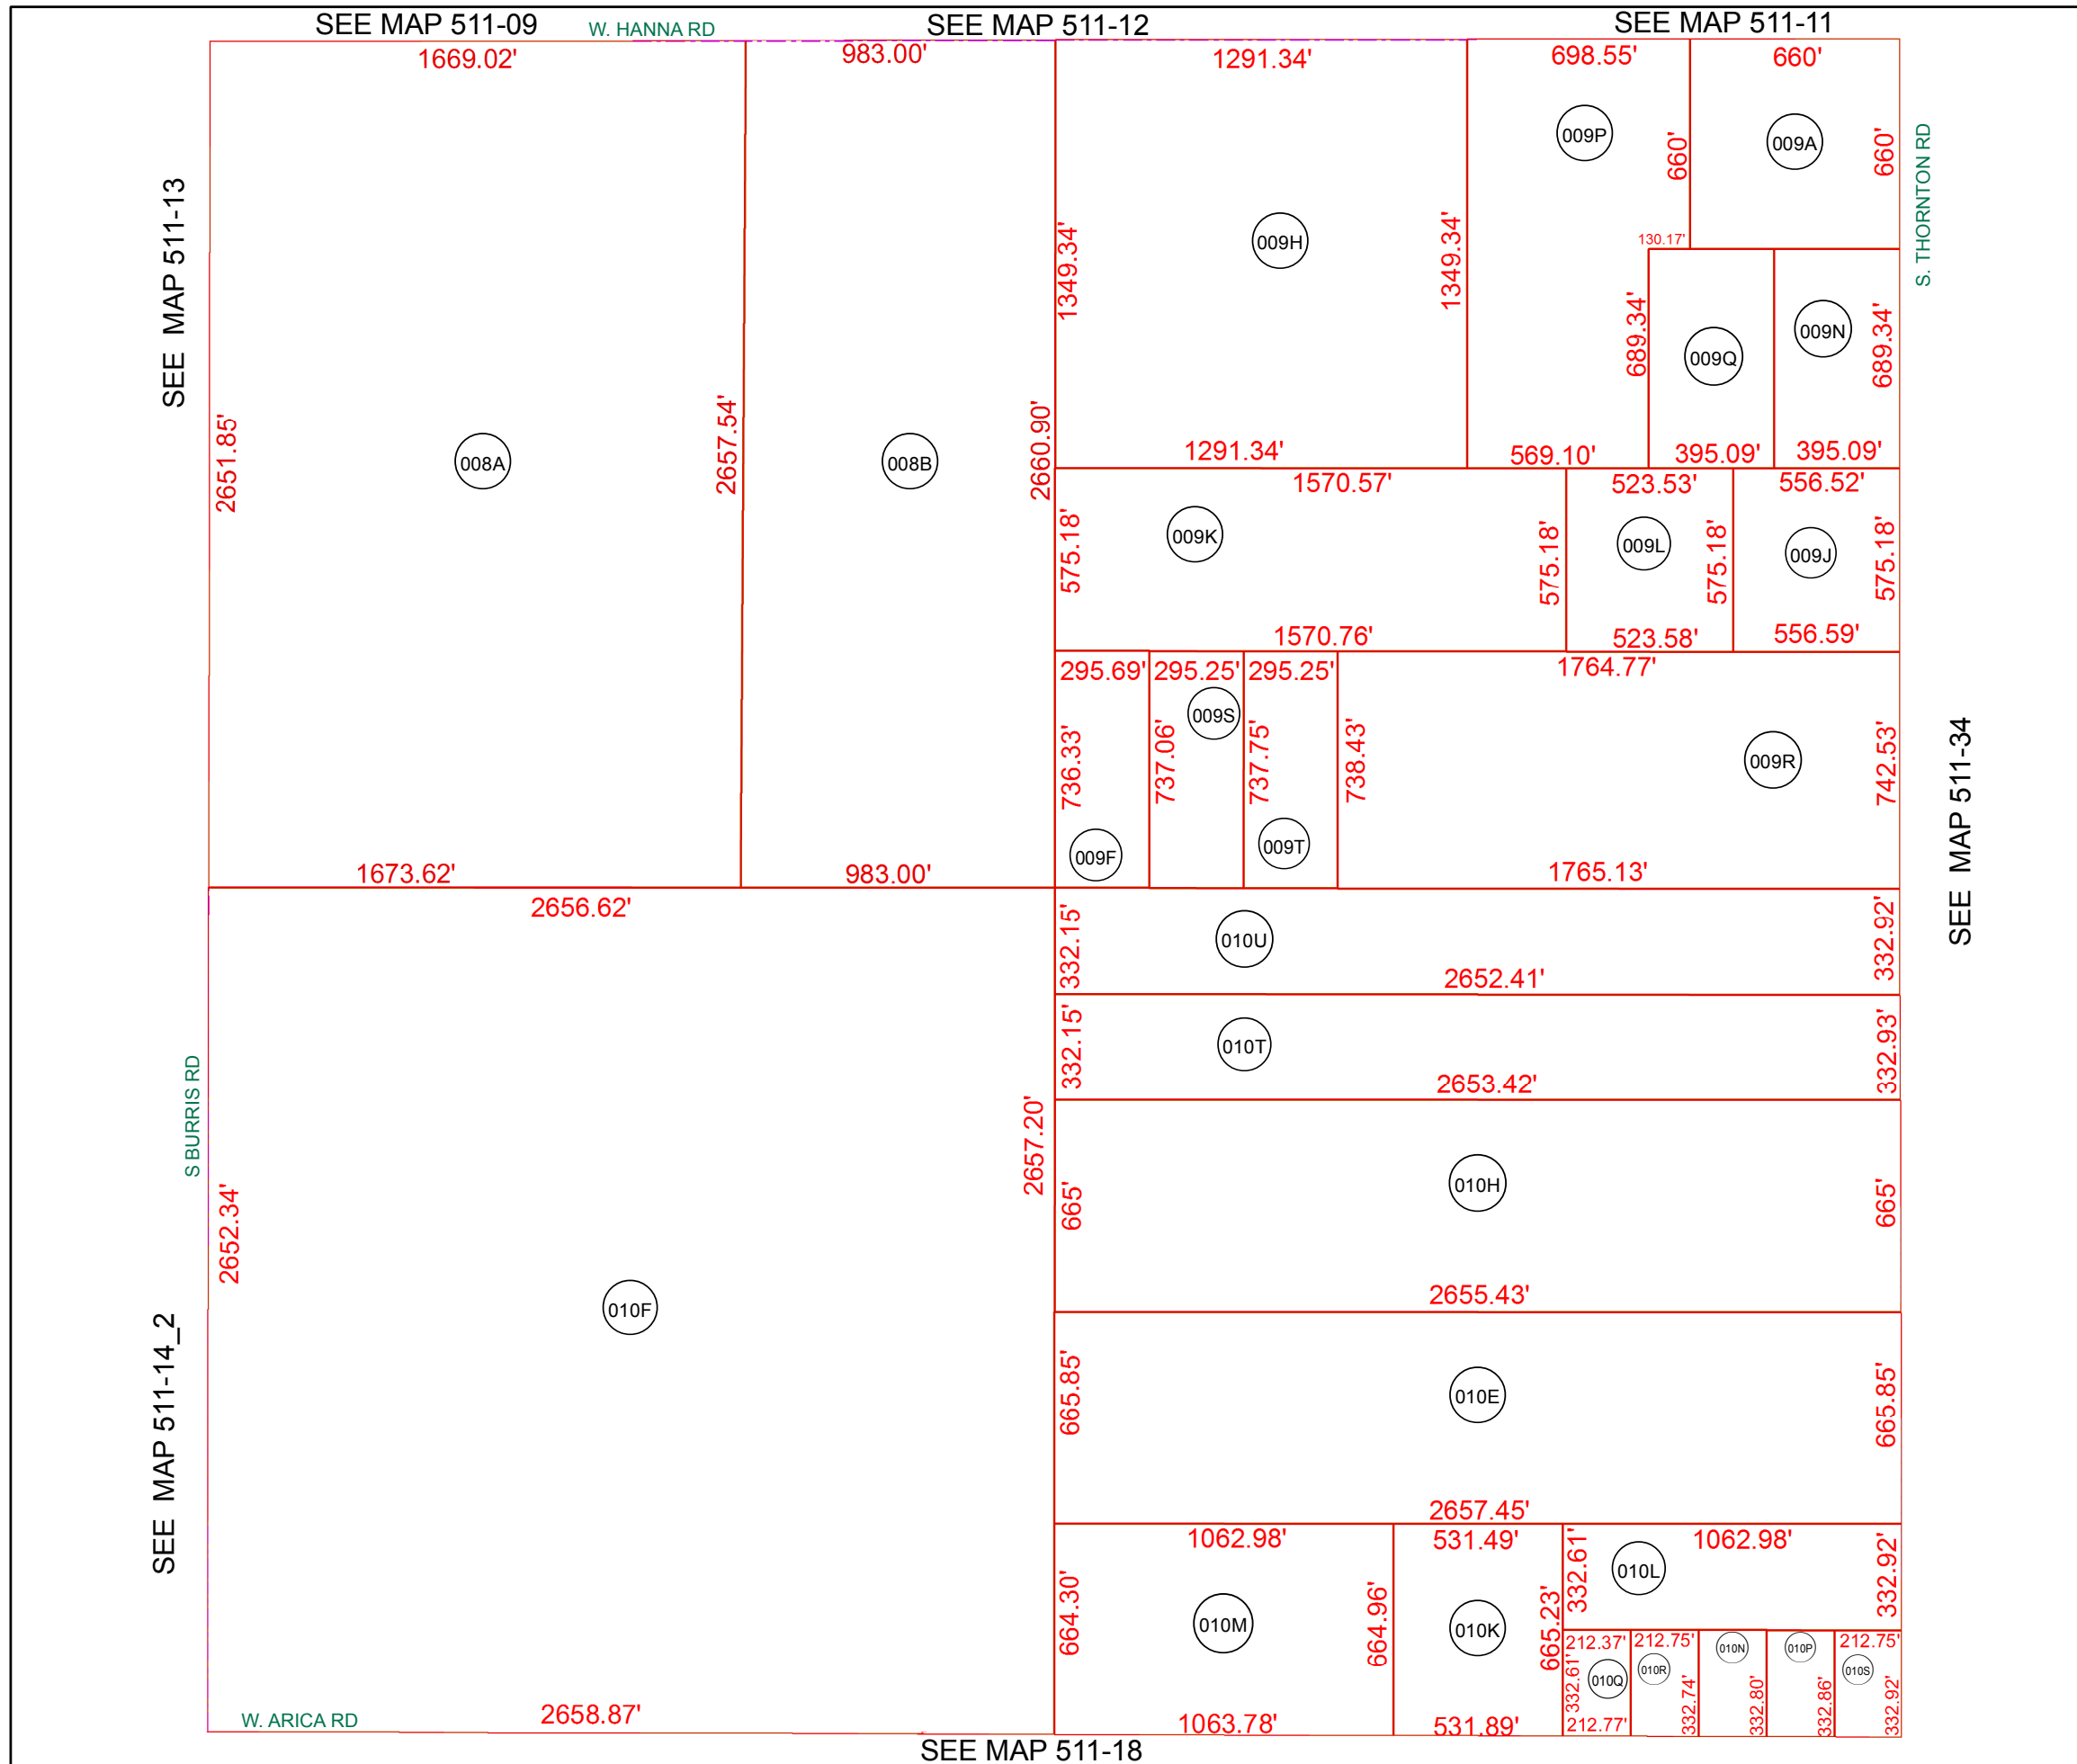 SEE MAP 511-09
W. HANNA RD
SEE MAP 511-12
SEE MAP 511-11
1669.02'
983.00'
1291.34'
698.55'
660'
SEE MAP 511-13
S. THORNTON RD
009P
009A
660'
660'
009H
130.17'
1349.34'
1349.34'
689.34'
009Q
009N
689.34'
2651.85'
008A
2657.54'
008B
2660.90'
1291.34'
569.10'
395.09'
395.09'
1570.57'
523.53'
556.52'
575.18'
009K
575.18'
009L
575.18'
009J
575.18'
1570.76'
523.58'
556.59'
295.69'
295.25'
295.25'
1764.77'
736.33'
737.06'
009S
737.75'
738.43'
009R
742.53'
009F
009T
SEE MAP 511-34
1673.62'
983.00'
1765.13'
2656.62'
332.15'
010U
332.92'
2652.41'
332.15'
010T
332.93'
2653.42'
S BURRIS RD
2652.34'
2657.20'
665'
010H
665'
2655.43'
010F
SEE MAP 511-14_2
665.85'
010E
665.85'
2657.45'
1062.98'
531.49'
332.61'
1062.98'
010L
332.92'
664.30'
010M
664.96'
010K
665.23'
212.37'
212.75'
010N
010P
212.75'
332.61'
010Q
010R
332.74'
332.80'
332.86'
010S
332.92'
W. ARICA RD
2658.87'
1063.78'
531.89'
212.77'
SEE MAP 511-18